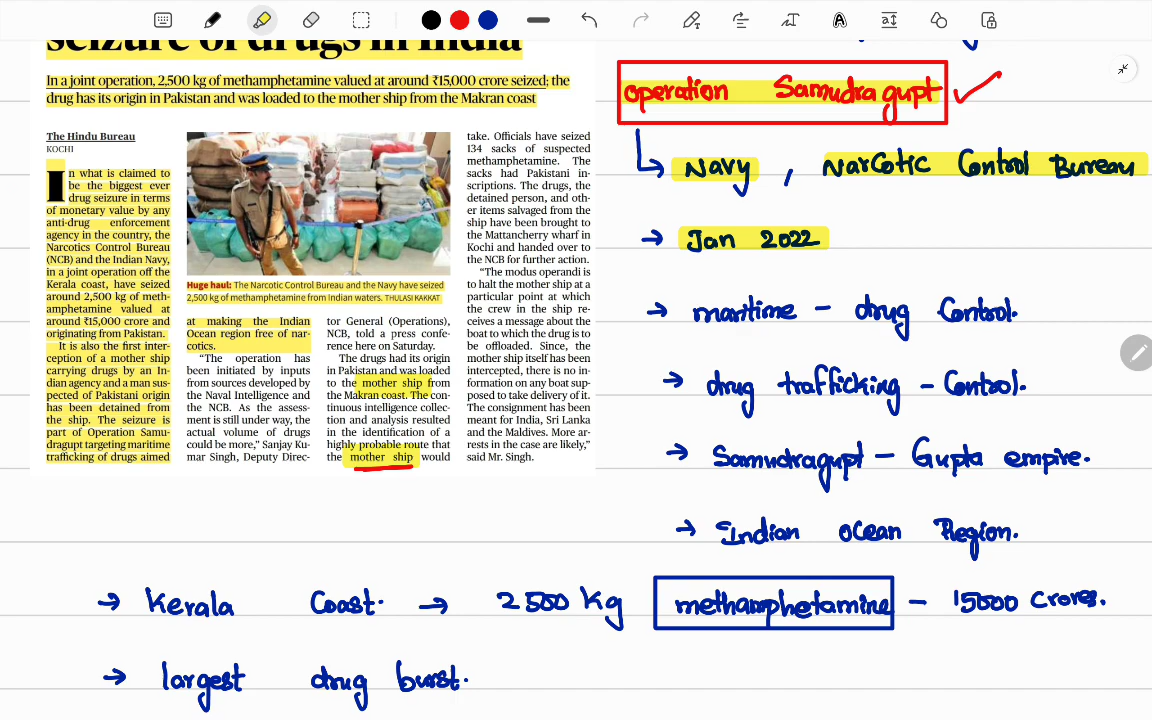 seizure of drugs in India
In a joint operation, 2,500 kg of methamphetamine valued at around ₹15,000 crore seized; the
drug has its origin in Pakistan and was loaded to the mother ship from the Makran coast
The Hindu Bureau
KOCHI
In what is claimed to
be the biggest ever
drug seizure in terms
of monetary value by any
anti-drug enforcement
agency in the country, the
Narcotics Control Bureau
(NCB) and the Indian Navy,
in a joint operation off the
Kerala coast, have seized
around 2,500 kg of meth-
amphetamine valued at
around ₹15,000 crore and
originating from Pakistan.
It is also the first inter-
ception of a mother ship
carrying drugs by an In-
dian agency and a man sus-
pected of Pakistani origin
has been detained from
the ship. The seizure is
part of Operation Samu-
dragupt targeting maritime
trafficking of drugs aimed
Huge haul: The Narcotic Control Bureau and the Navy have seized
2,500 kg of methamphetamine from Indian waters. THULASI KAKKAT
at making the Indian
Ocean region free of nar-
cotics.
“The operation has
been initiated by inputs
from sources developed by
the Naval Intelligence and
the NCB. As the assess-
ment is still under way, the
actual volume of drugs
could be more,” Sanjay Ku-
mar Singh, Deputy Direc-
tor General (Operations),
NCB, told a press confe-
rence here on Saturday.
The drugs had its origin
in Pakistan and was loaded
to the mother ship from
the Makran coast. The con-
tinuous intelligence collec-
tion and analysis resulted
in the identification of a
highly probable route that
the mother ship would
take. Officials have seized
134 sacks of suspected
methamphetamine. The
sacks had Pakistani in-
scriptions. The drugs, the
detained person, and oth-
er items salvaged from the
ship have been brought to
the Mattancherry wharf in
Kochi and handed over to
the NCB for further action.
“The modus operandi is
to halt the mother ship at a
particular point at which
the crew in the ship re-
ceives a message about the
boat to which the drug is to
be offloaded. Since, the
mother ship itself has been
intercepted, there is no in-
formation on any boat sup-
posed to take delivery of it.
The consignment has been
meant for India, Sri Lanka
and the Maldives. More ar-
rests in the case are likely,”
said Mr. Singh.
operation Samudragupt
→ Navy, Narcotic Control Bureau
→ Jan 2022
→ maritime – drug Control.
→ drug trafficking – Control.
→ Samudragupt – Gupta empire.
→ Indian Ocean Region.
→ Kerala Coast. → 2500 Kg methamphetamine – 15000 Crores.
→ largest drug burst.